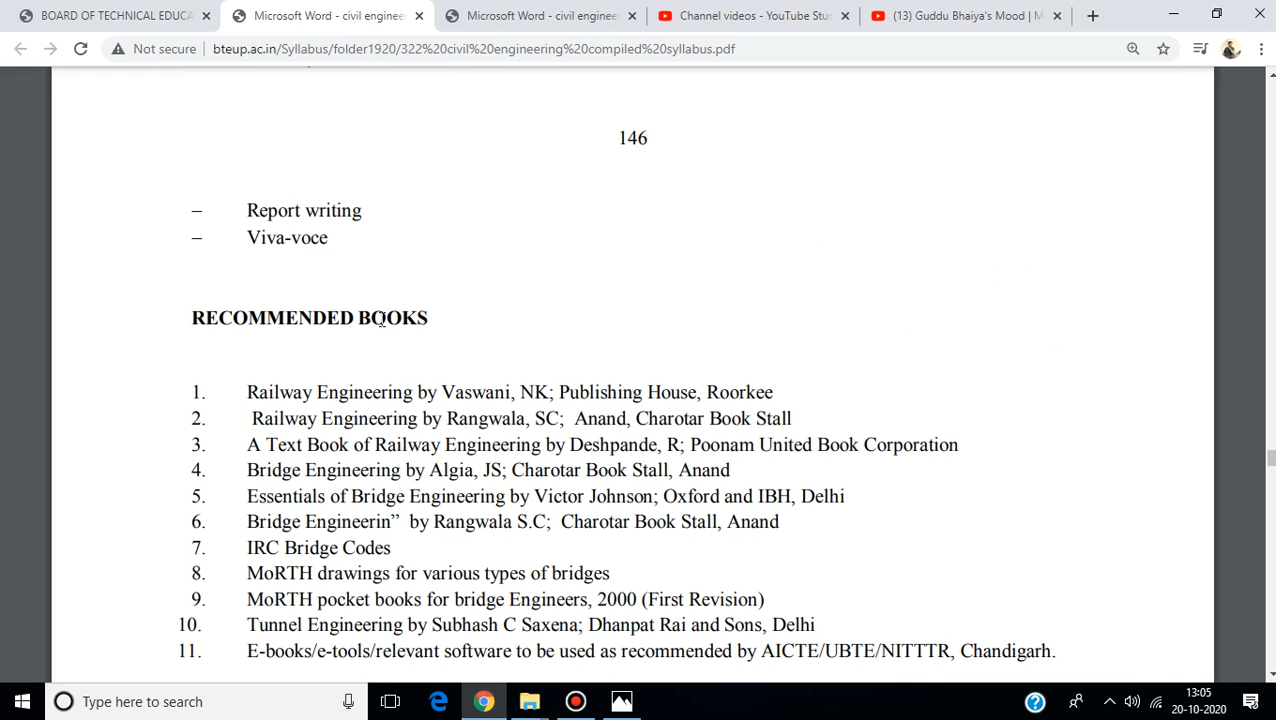 BOARD OF TECHNICAL EDUCA
Microsoft Word - civil enginee
Microsoft Word - civil enginee
Channel videos - YouTube Stu
(13) Guddu Bhaiya's Mood | M
Not secure
bteup.ac.in/Syllabus/folder1920/322%20civil%20engineering%20compiled%20syllabus.pdf
146
– Report writing
– Viva-voce
RECOMMENDED BOOKS
1. Railway Engineering by Vaswani, NK; Publishing House, Roorkee
2. Railway Engineering by Rangwala, SC; Anand, Charotar Book Stall
3. A Text Book of Railway Engineering by Deshpande, R; Poonam United Book Corporation
4. Bridge Engineering by Algia, JS; Charotar Book Stall, Anand
5. Essentials of Bridge Engineering by Victor Johnson; Oxford and IBH, Delhi
6. Bridge Engineerin” by Rangwala S.C; Charotar Book Stall, Anand
7. IRC Bridge Codes
8. MoRTH drawings for various types of bridges
9. MoRTH pocket books for bridge Engineers, 2000 (First Revision)
10. Tunnel Engineering by Subhash C Saxena; Dhanpat Rai and Sons, Delhi
11. E-books/e-tools/relevant software to be used as recommended by AICTE/UBTE/NITTTR, Chandigarh.
Type here to search
13:05
20-10-2020